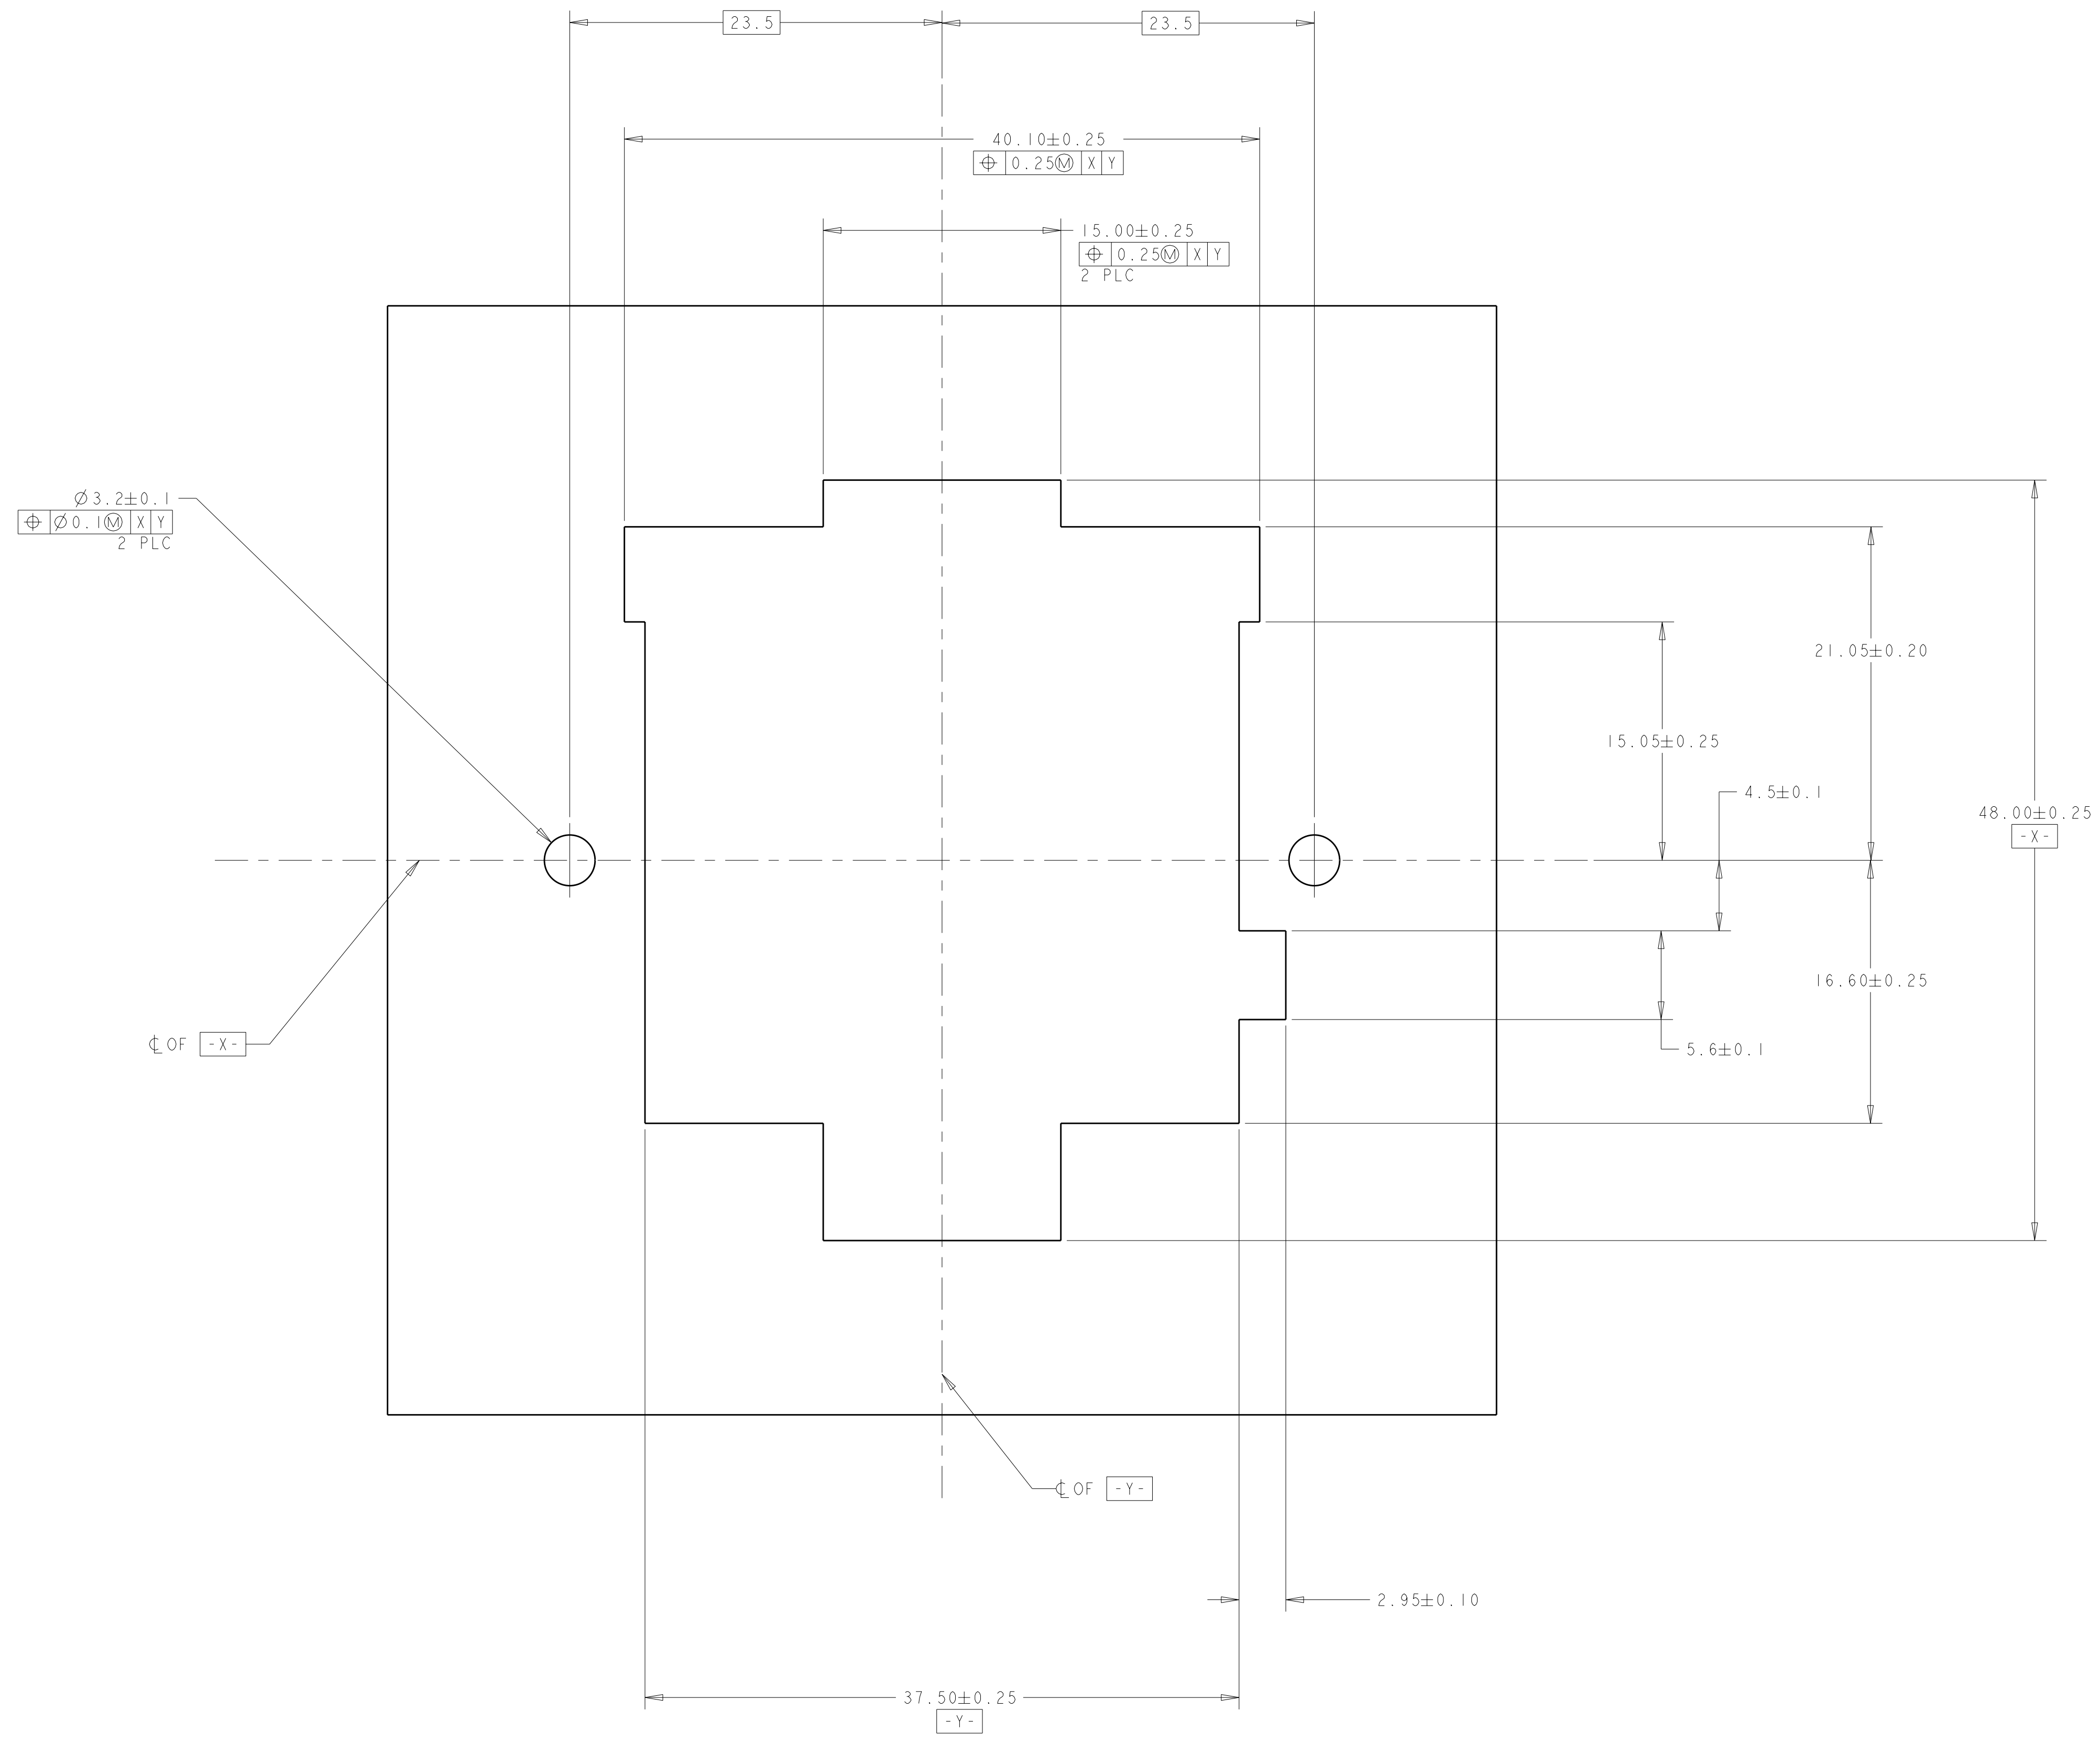 23.5 23.5
40.10±0.25
⌖ 0.25Ⓜ X Y
15.00±0.25
⌖ 0.25Ⓜ X Y
2 PLC
⌀3.2±0.1
⌖ ⌀0.1Ⓜ X Y
2 PLC
21.05±0.20
15.05±0.25
4.5±0.1
48.00±0.25
-X-
16.60±0.25
℄ OF -X-
5.6±0.1
℄ OF -Y-
2.95±0.10
37.50±0.25
-Y-